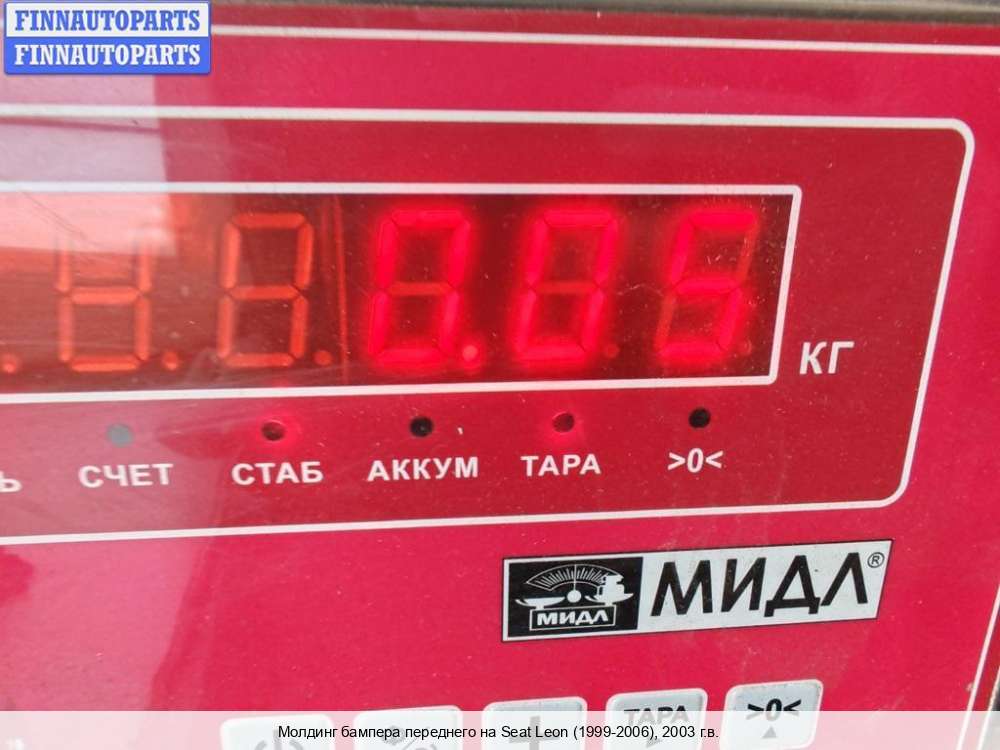 FINNAUTOPARTS
FINNAUTOPARTS
0.05
КГ
СЧЕТ СТАБ АККУМ ТАРА >0<
МИДЛ МИДЛ®
ТАРА >0<
Молдинг бампера переднего на Seat Leon (1999-2006), 2003 г.в.